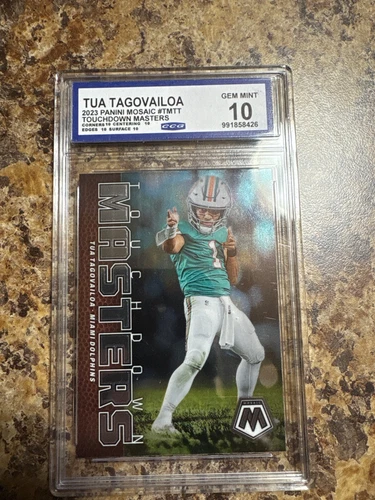 TUA TAGOVAILOA
2023 PANINI MOSAIC #TMTT
TOUCHDOWN MASTERS
CORNERS 10 CENTERING 10
EDGES 10 SURFACE 10
CCG
GEM MINT
10
991858426
TOUCHDOWN
MASTERS
TUA TAGOVAILOA · MIAMI DOLPHINS
1
M